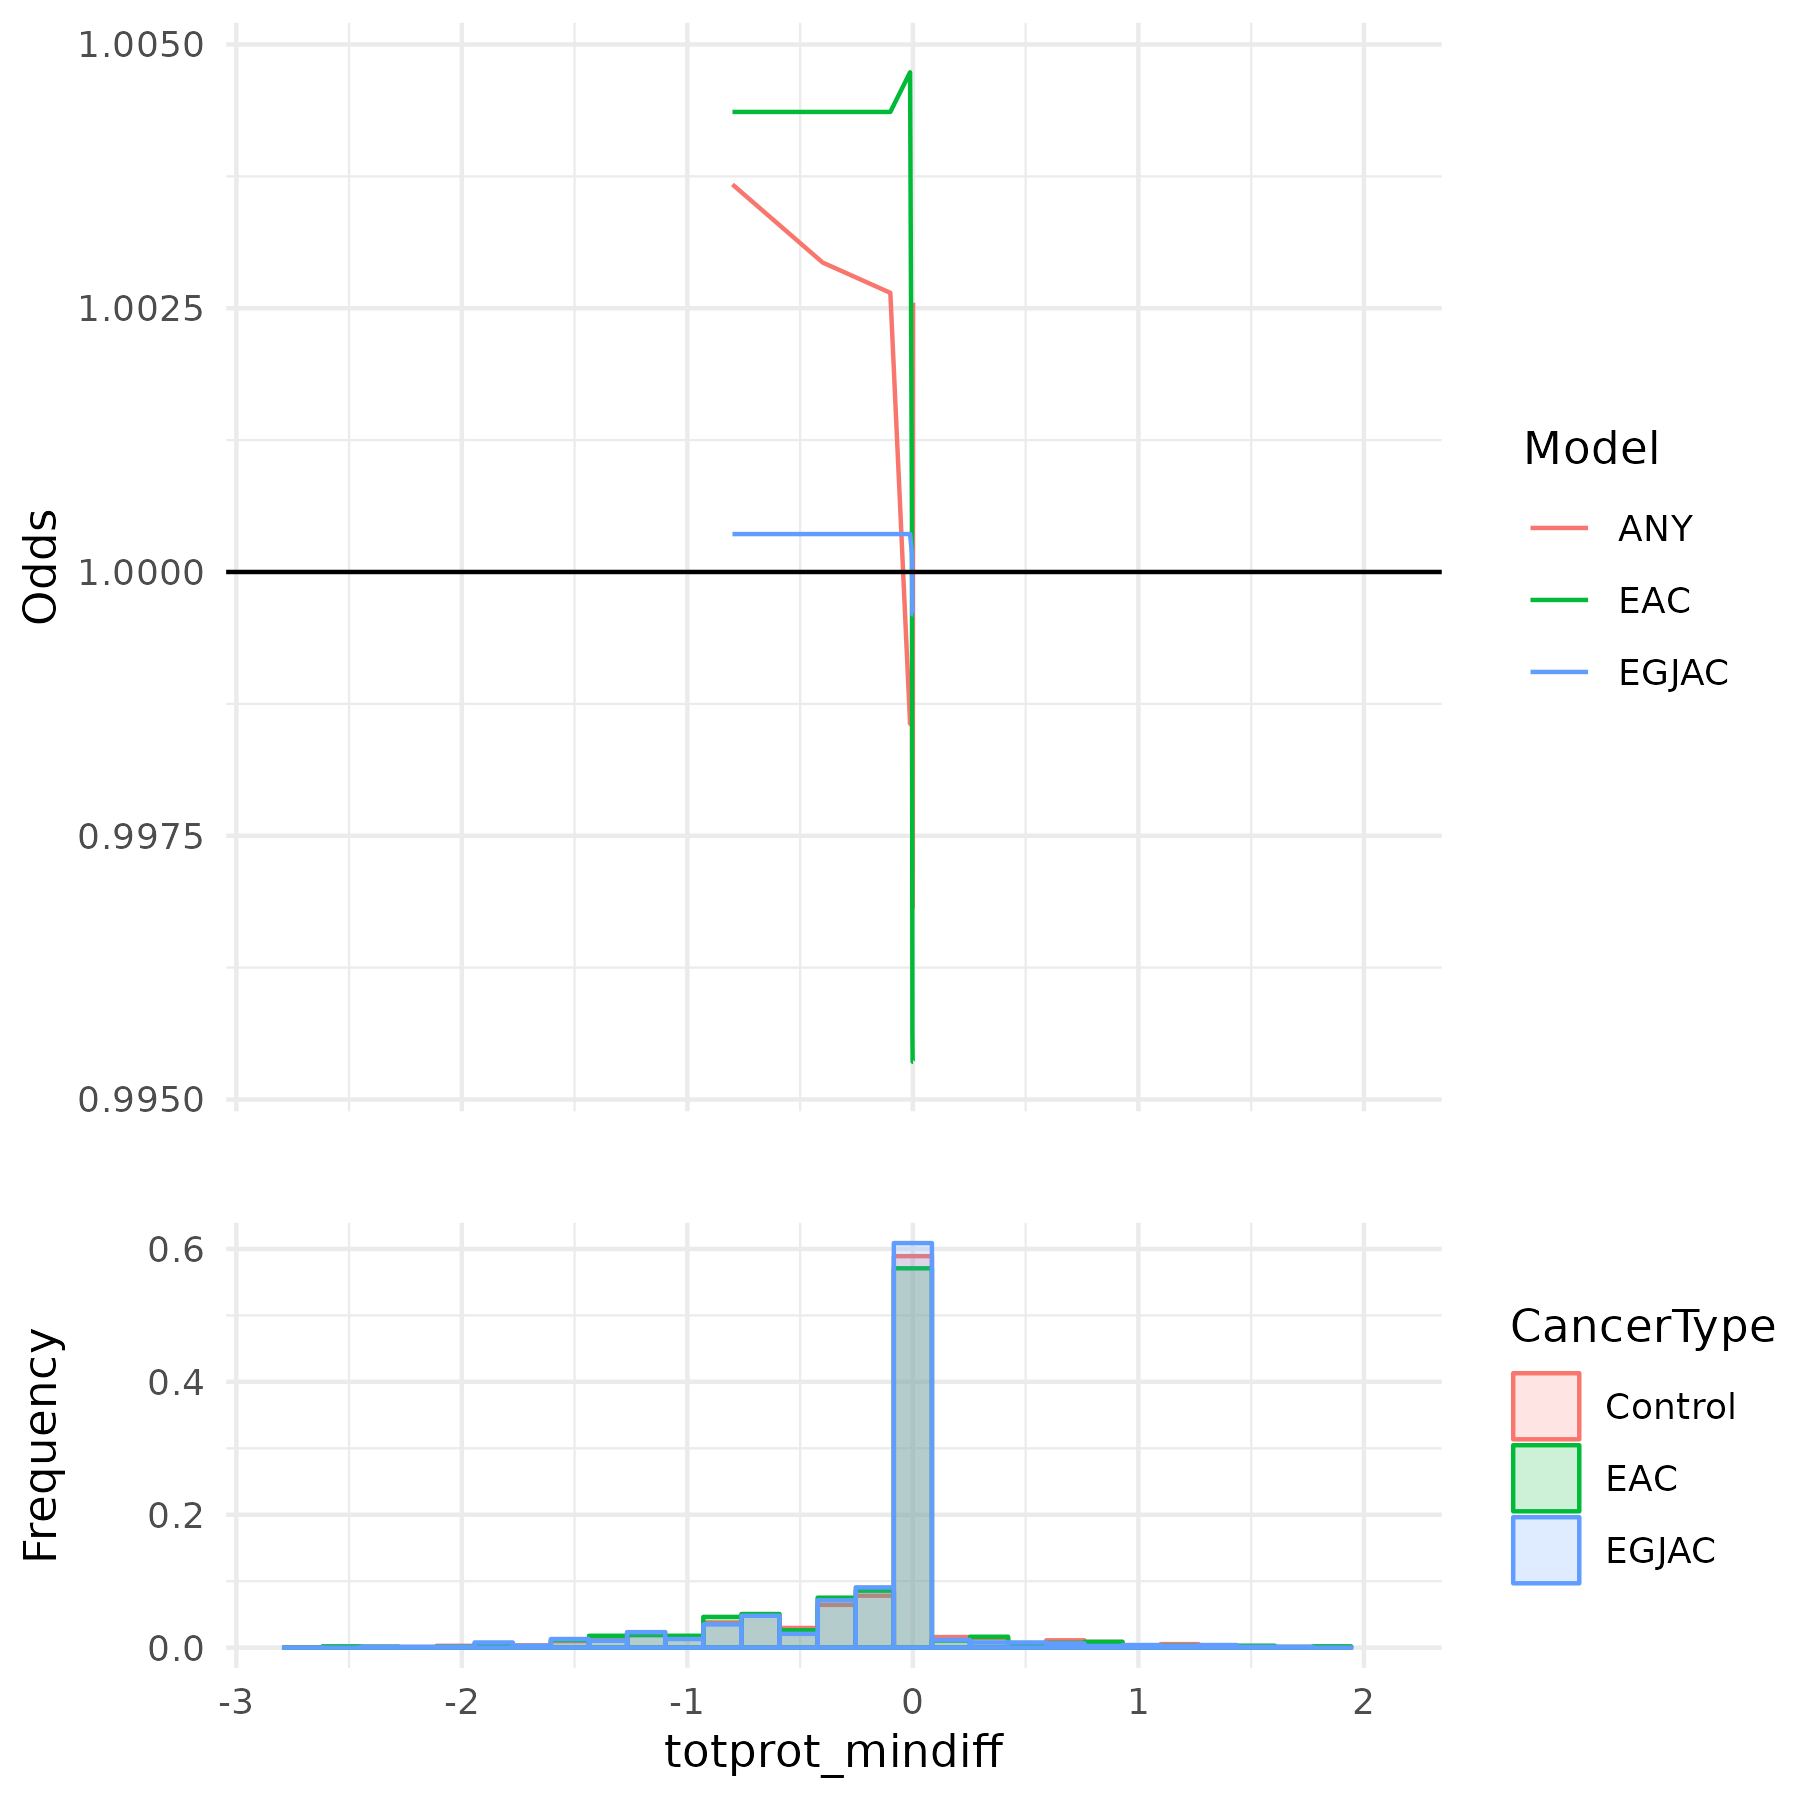 1.0050
1.0025
1.0000
0.9975
0.9950
Odds
Model
ANY
EAC
EGJAC
0.6
0.4
0.2
0.0
Frequency
-3
-2
-1
0
1
2
totprot_mindiff
CancerType
Control
EAC
EGJAC